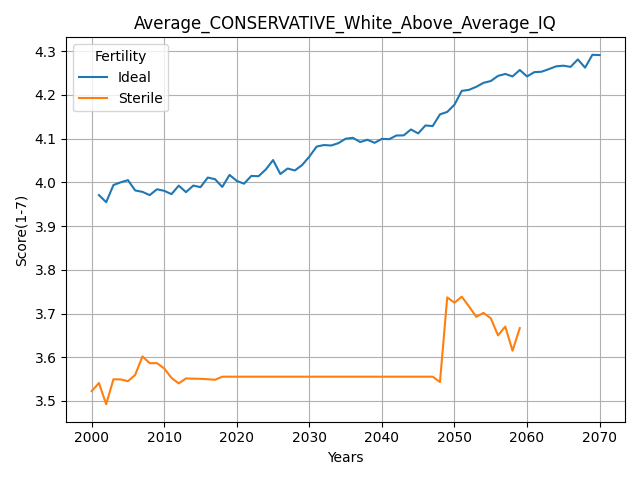 Average_CONSERVATIVE_White_Above_Average_IQ
Fertility
Ideal
Sterile
Score(1-7)
4.3
4.2
4.1
4.0
3.9
3.8
3.7
3.6
3.5
2000 2010 2020 2030 2040 2050 2060 2070
Years